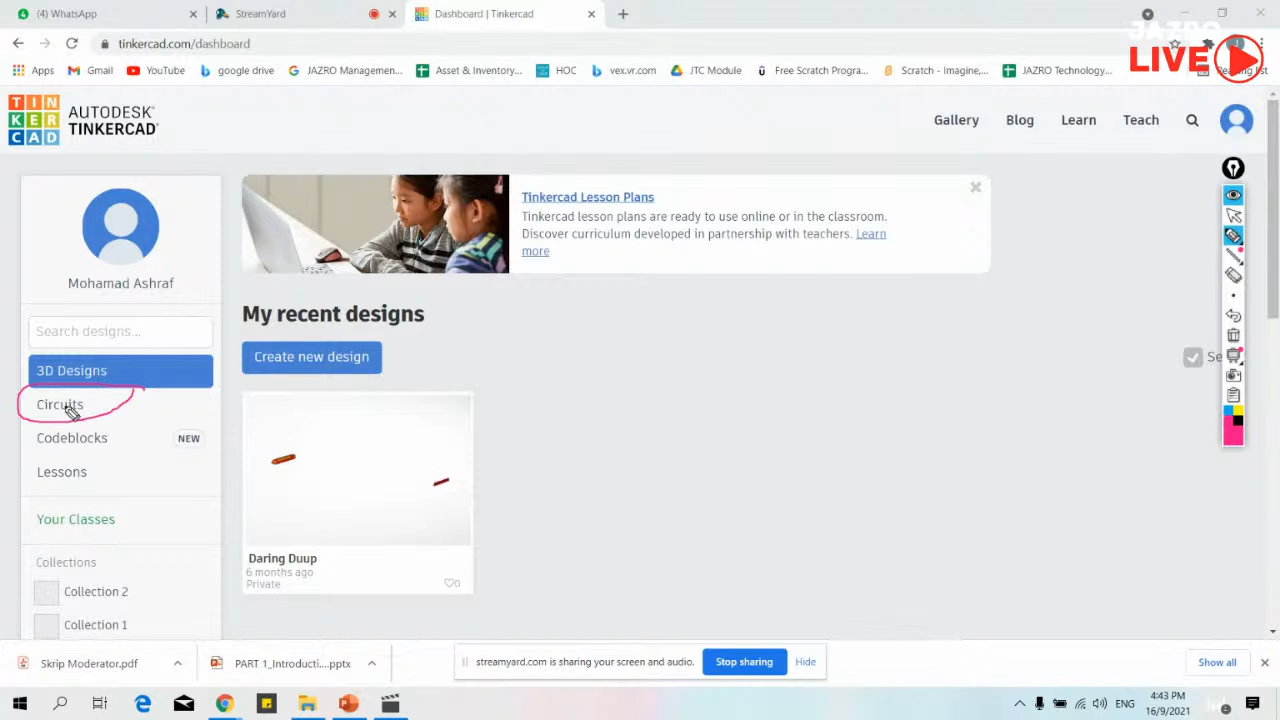 (4) WhatsApp
StreamYard
Dashboard | Tinkercad
tinkercad.com/dashboard
JAZRO
LIVE
Apps
Gmail
YouTube
google drive
JAZRO Managemen...
Asset & Inventory...
HOC
vex.vr.com
JTC Module
Free Scratch Progra...
Scratch - Imagine,...
JAZRO Technology...
Reading list
TINKERCAD
AUTODESK
TINKERCAD
Gallery
Blog
Learn
Teach
Mohamad Ashraf
Search designs...
3D Designs
Circuits
Codeblocks
NEW
Lessons
Your Classes
Collections
Collection 2
Collection 1
Tinkercad Lesson Plans
Tinkercad lesson plans are ready to use online or in the classroom.
Discover curriculum developed in partnership with teachers. Learn
more
My recent designs
Create new design
Se
Daring Duup
6 months ago
Private
0
Skrip Moderator.pdf
PART 1_Introducti....pptx
streamyard.com is sharing your screen and audio.
Stop sharing
Hide
Show all
ENG
4:43 PM
16/9/2021